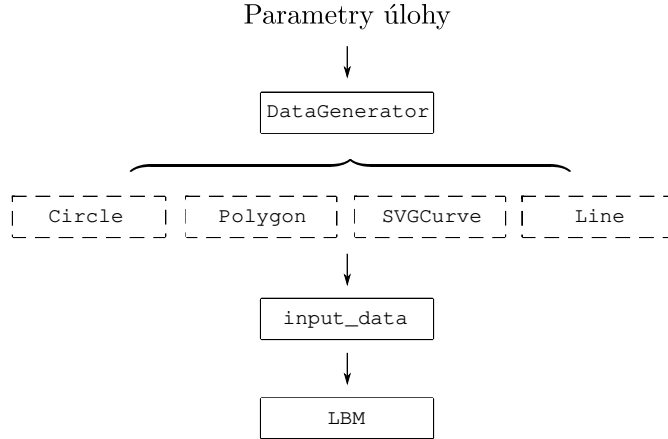 Parametry úlohy
DataGenerator
Circle Polygon SVGCurve Line
input_data
LBM